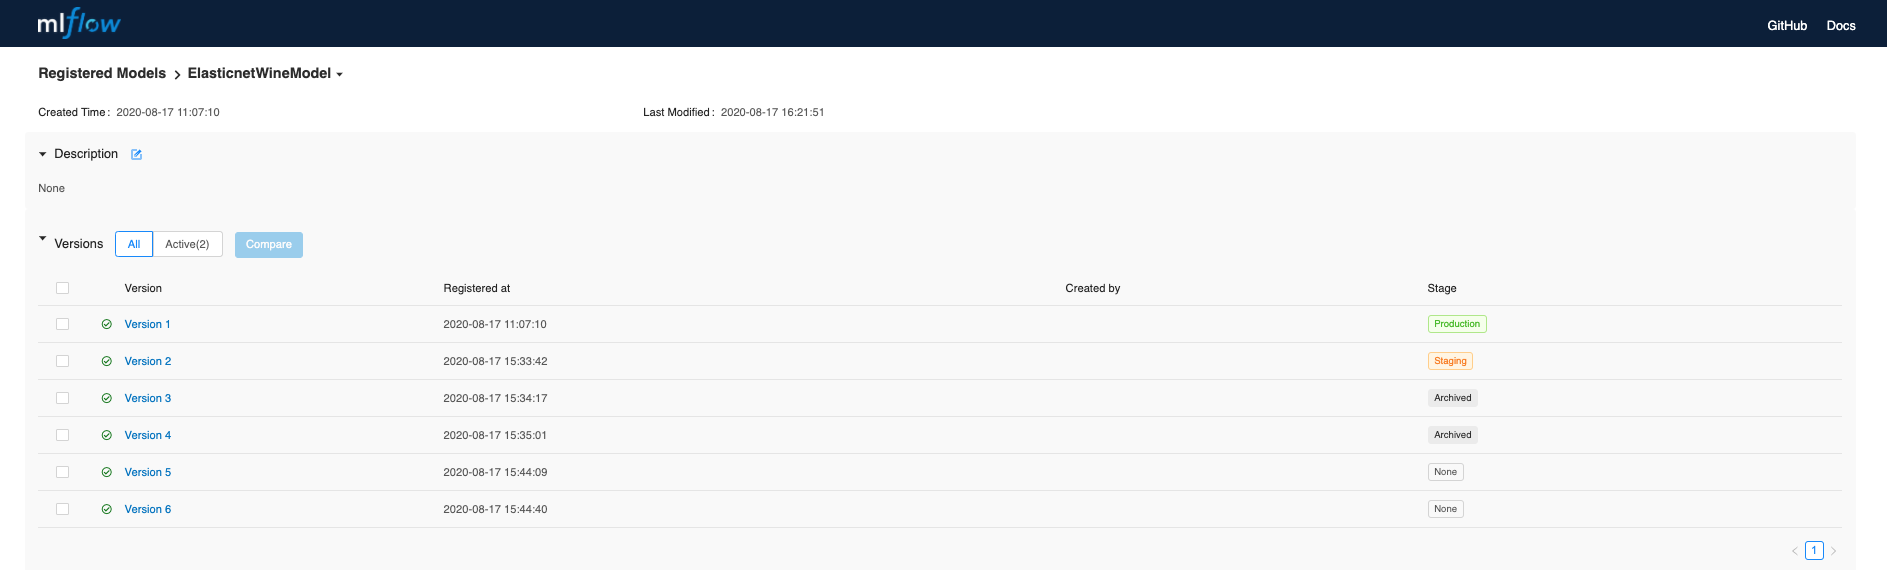 mlflow GitHub Docs
Registered Models > ElasticnetWineModel
Created Time: 2020-08-17 11:07:10 Last Modified: 2020-08-17 16:21:51
Description
None
Versions All Active(2) Compare
Version Registered at Created by Stage
Version 1 2020-08-17 11:07:10 Production
Version 2 2020-08-17 15:33:42 Staging
Version 3 2020-08-17 15:34:17 Archived
Version 4 2020-08-17 15:35:01 Archived
Version 5 2020-08-17 15:44:09 None
Version 6 2020-08-17 15:44:40 None
< 1 >